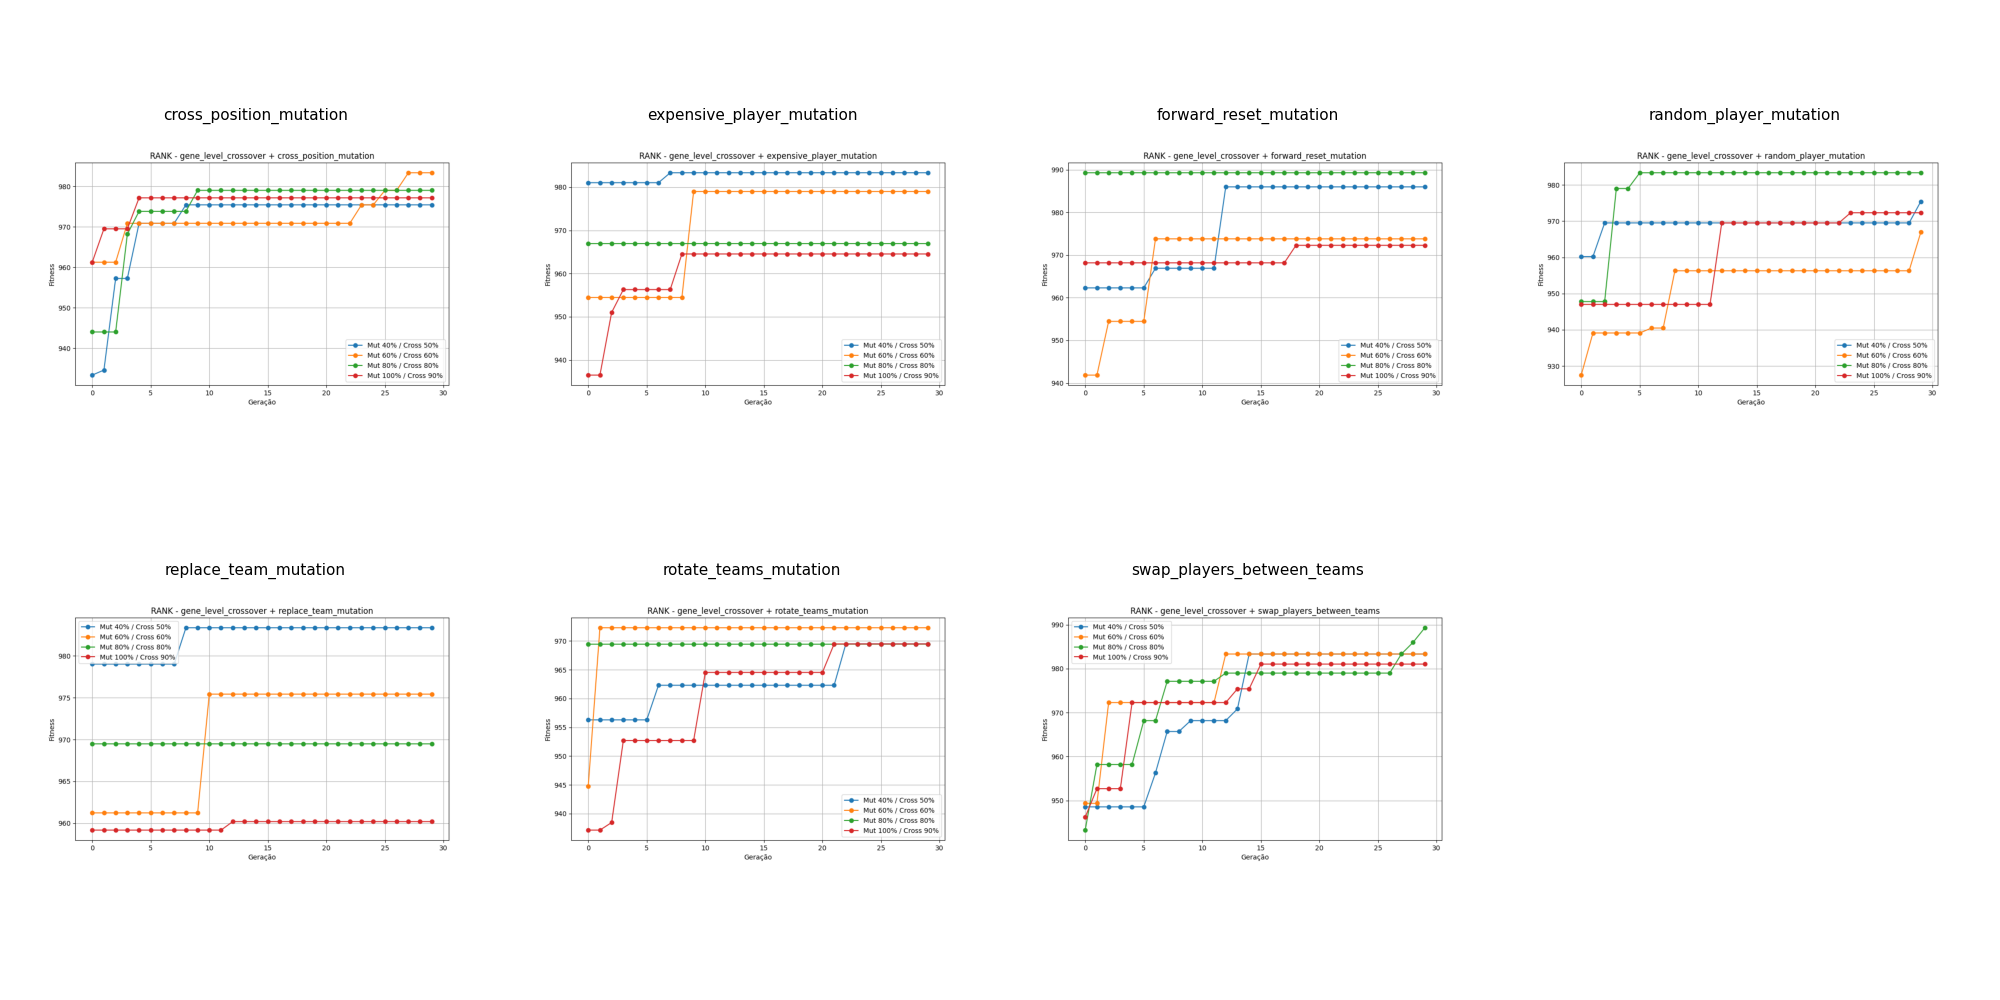 cross_position_mutation
RANK - gene_level_crossover + cross_position_mutation
980
970
960
950
940
Fitness
Mut 40% / Cross 50%
Mut 60% / Cross 60%
Mut 80% / Cross 80%
Mut 100% / Cross 90%
0 5 10 15 20 25 30
Geração
expensive_player_mutation
RANK - gene_level_crossover + expensive_player_mutation
980
970
960
950
940
Fitness
Mut 40% / Cross 50%
Mut 60% / Cross 60%
Mut 80% / Cross 80%
Mut 100% / Cross 90%
0 5 10 15 20 25 30
Geração
forward_reset_mutation
RANK - gene_level_crossover + forward_reset_mutation
990
980
970
960
950
940
Fitness
Mut 40% / Cross 50%
Mut 60% / Cross 60%
Mut 80% / Cross 80%
Mut 100% / Cross 90%
0 5 10 15 20 25 30
Geração
random_player_mutation
RANK - gene_level_crossover + random_player_mutation
980
970
960
950
940
930
Fitness
Mut 40% / Cross 50%
Mut 60% / Cross 60%
Mut 80% / Cross 80%
Mut 100% / Cross 90%
0 5 10 15 20 25 30
Geração
replace_team_mutation
RANK - gene_level_crossover + replace_team_mutation
Mut 40% / Cross 50%
Mut 60% / Cross 60%
Mut 80% / Cross 80%
Mut 100% / Cross 90%
980
975
970
965
960
Fitness
0 5 10 15 20 25 30
Geração
rotate_teams_mutation
RANK - gene_level_crossover + rotate_teams_mutation
970
965
960
955
950
945
940
Fitness
Mut 40% / Cross 50%
Mut 60% / Cross 60%
Mut 80% / Cross 80%
Mut 100% / Cross 90%
0 5 10 15 20 25 30
Geração
swap_players_between_teams
RANK - gene_level_crossover + swap_players_between_teams
Mut 40% / Cross 50%
Mut 60% / Cross 60%
Mut 80% / Cross 80%
Mut 100% / Cross 90%
990
980
970
960
950
Fitness
0 5 10 15 20 25 30
Geração